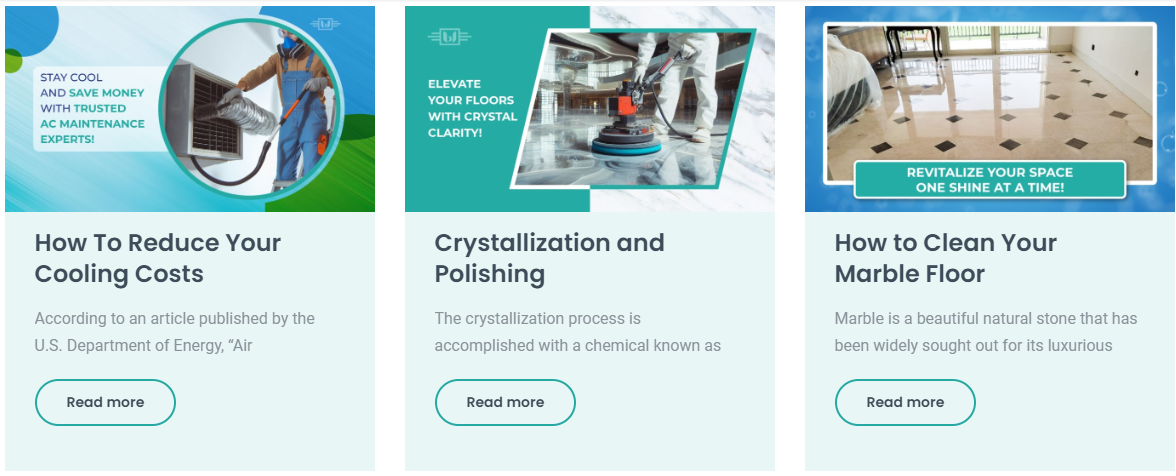 STAY COOL
AND SAVE MONEY
WITH TRUSTED
AC MAINTENANCE
EXPERTS!
How To Reduce Your
Cooling Costs
According to an article published by the
U.S. Department of Energy, “Air
Read more
ELEVATE
YOUR FLOORS
WITH CRYSTAL
CLARITY!
Crystallization and
Polishing
The crystallization process is
accomplished with a chemical known as
Read more
REVITALIZE YOUR SPACE
ONE SHINE AT A TIME!
How to Clean Your
Marble Floor
Marble is a beautiful natural stone that has
been widely sought out for its luxurious
Read more